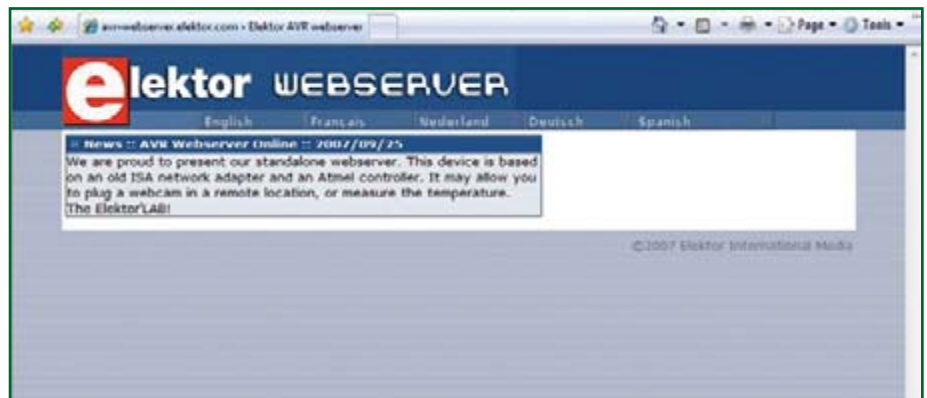 avr-webserver.elektor.com - Elektor AVR webserver
Page Tools
elektor WEBSERVER
English Français Nederland Deutsch Spanish
:: News :: AVR Webserver Online :: 2007/09/25
We are proud to present our standalone webserver. This device is based
on an old ISA network adapter and an Atmel controller. It may allow you
to plug a webcam in a remote location, or measure the temperature.
The Elektor'LAB!
©2007 Elektor International Media